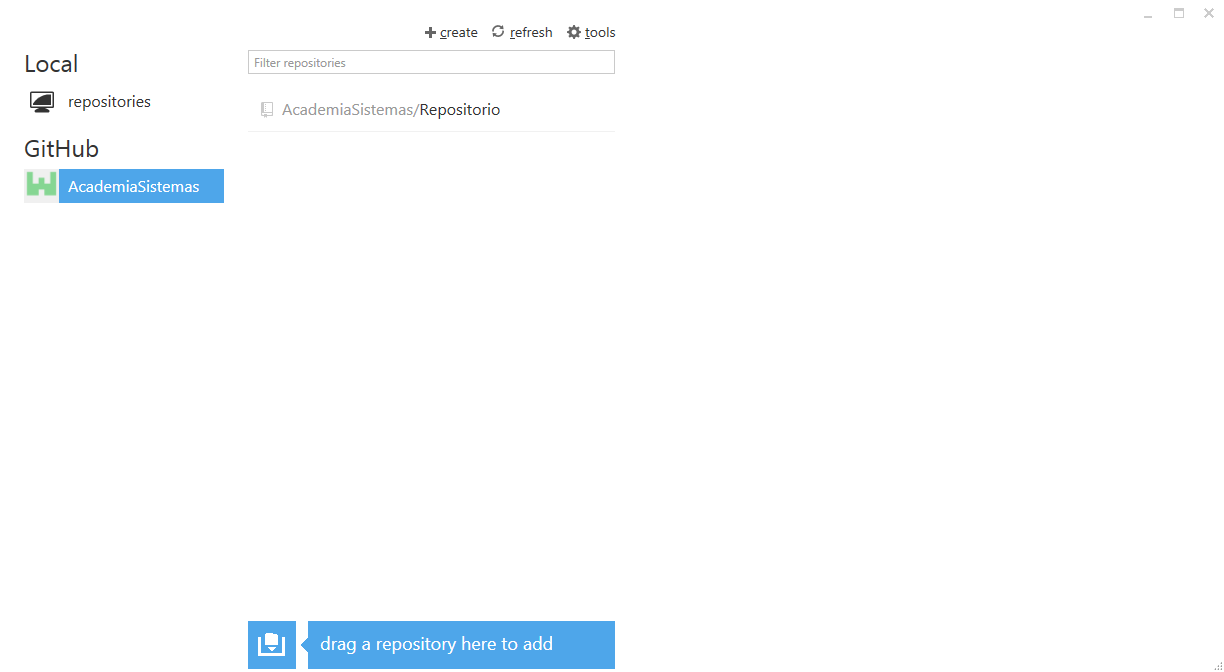 create refresh tools
Local
Filter repositories
repositories
AcademiaSistemas/Repositorio
GitHub
AcademiaSistemas
drag a repository here to add